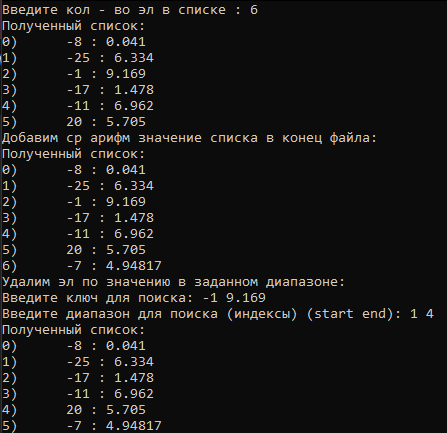 Введите кол - во эл в списке : 6
Полученный список:
0) -8 : 0.041
1) -25 : 6.334
2) -1 : 9.169
3) -17 : 1.478
4) -11 : 6.962
5) 20 : 5.705
Добавим ср арифм значение списка в конец файла:
Полученный список:
0) -8 : 0.041
1) -25 : 6.334
2) -1 : 9.169
3) -17 : 1.478
4) -11 : 6.962
5) 20 : 5.705
6) -7 : 4.94817
Удалим эл по значению в заданном диапазоне:
Введите ключ для поиска: -1 9.169
Введите диапазон для поиска (индексы) (start end): 1 4
Полученный список:
0) -8 : 0.041
1) -25 : 6.334
2) -17 : 1.478
3) -11 : 6.962
4) 20 : 5.705
5) -7 : 4.94817